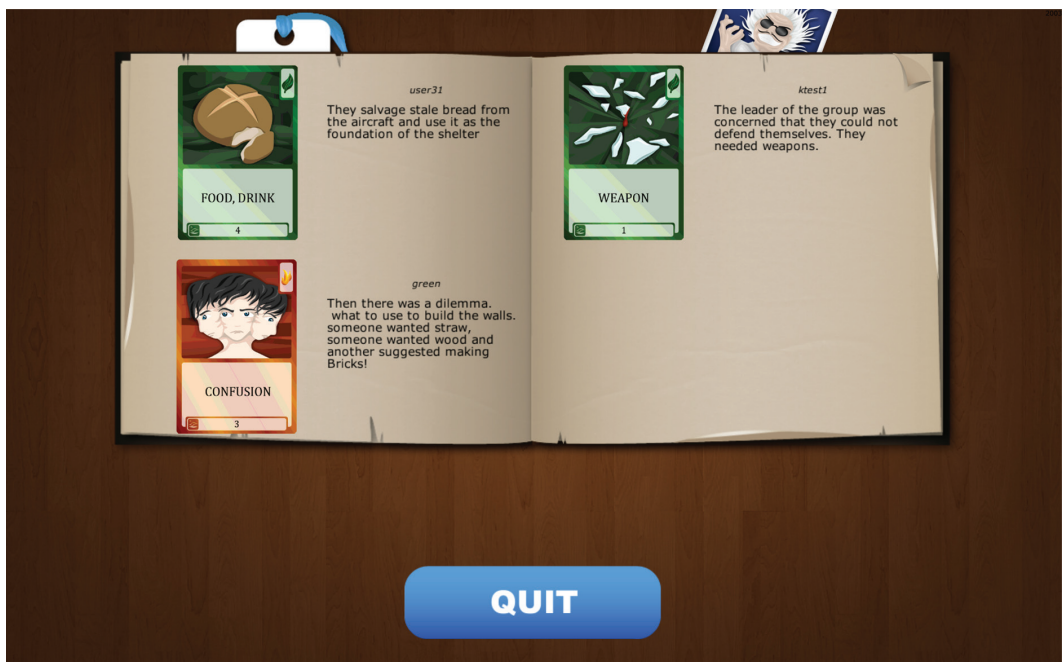 user31
They salvage stale bread from
the aircraft and use it as the
foundation of the shelter
FOOD, DRINK
4
green
Then there was a dilemma.
what to use to build the walls.
someone wanted straw,
someone wanted wood and
another suggested making
Bricks!
CONFUSION
3
ktest1
The leader of the group was
concerned that they could not
defend themselves. They
needed weapons.
WEAPON
1
QUIT